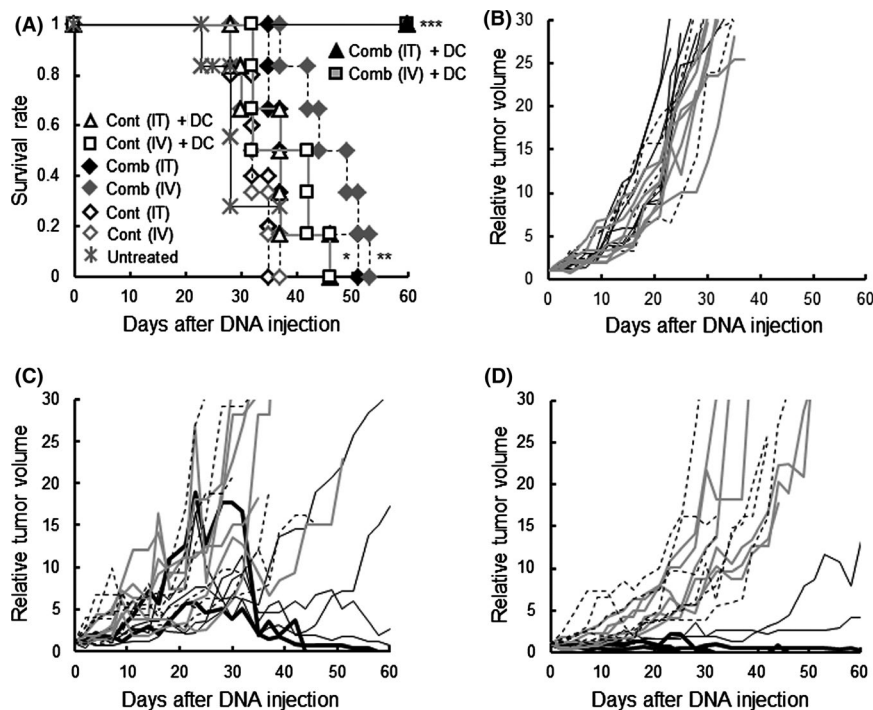 (A)
1
0.8
0.6
0.4
0.2
0
Survival rate
Cont (IT) + DC
Cont (IV) + DC
Comb (IT)
Comb (IV)
Cont (IT)
Cont (IV)
Untreated
***
Comb (IT) + DC
Comb (IV) + DC
*
**
0 10 20 30 40 50 60
Days after DNA injection
(B)
30
25
20
15
10
5
0
Relative tumor volume
0 10 20 30 40 50 60
Days after DNA injection
(C)
30
25
20
15
10
5
0
Relative tumor volume
0 10 20 30 40 50 60
Days after DNA injection
(D)
30
25
20
15
10
5
0
Relative tumor volume
0 10 20 30 40 50 60
Days after DNA injection